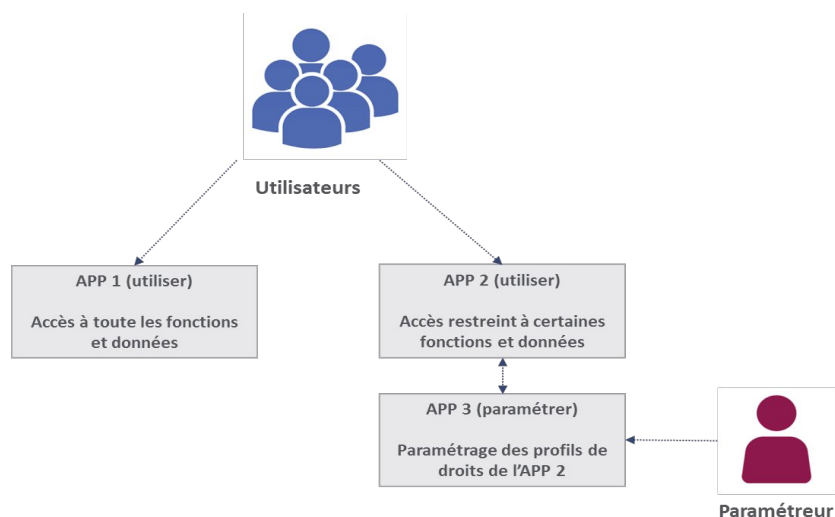 Utilisateurs
APP 1 (utiliser)
Accès à toute les fonctions
et données
APP 2 (utiliser)
Accès restreint à certaines
fonctions et données
APP 3 (paramétrer)
Paramétrage des profils de
droits de l'APP 2
Paramétreur